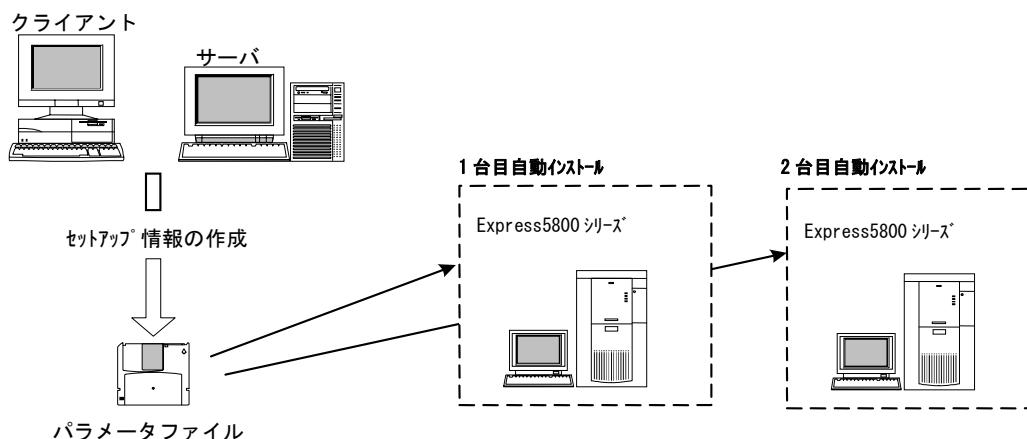 クライアント
サーバ
セットアップ情報の作成
パラメータファイル
1台目自動インストール
Express5800 シリーズ
2台目自動インストール
Express5800 シリーズ